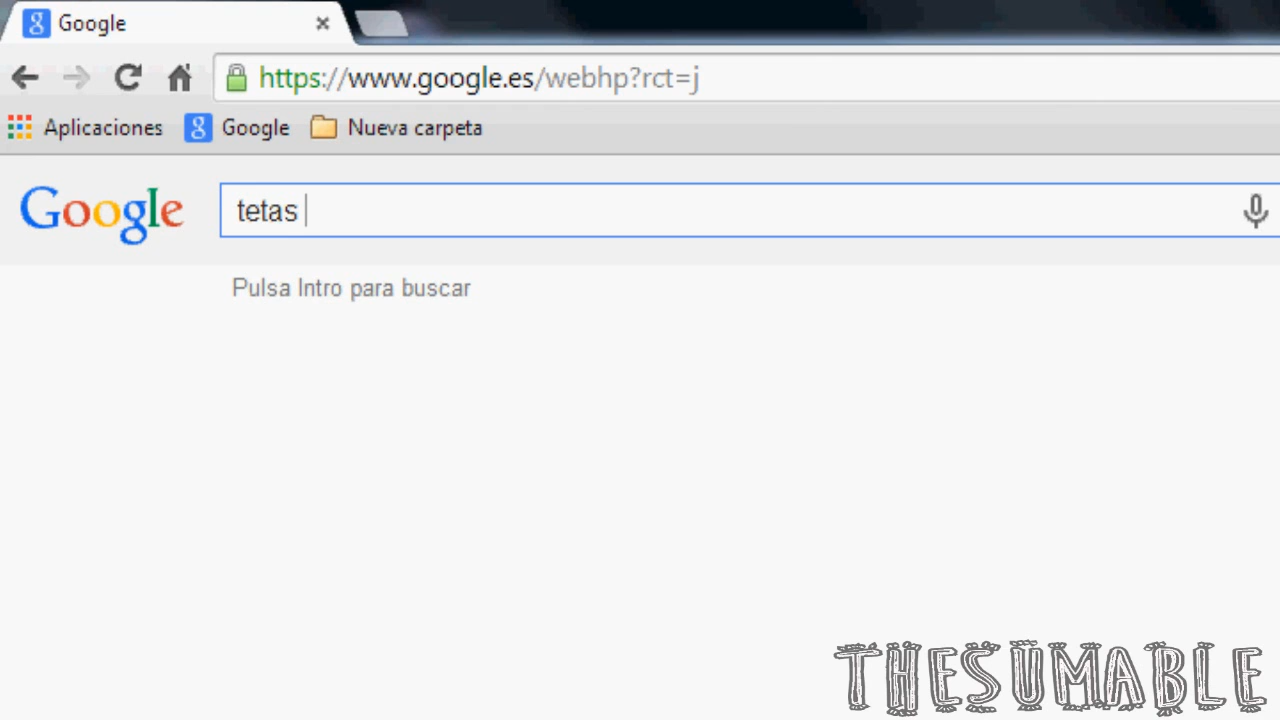 Google
https://www.google.es/webhp?rct=j
Aplicaciones Google Nueva carpeta
Google tetas
Pulsa Intro para buscar
THESUMABLE